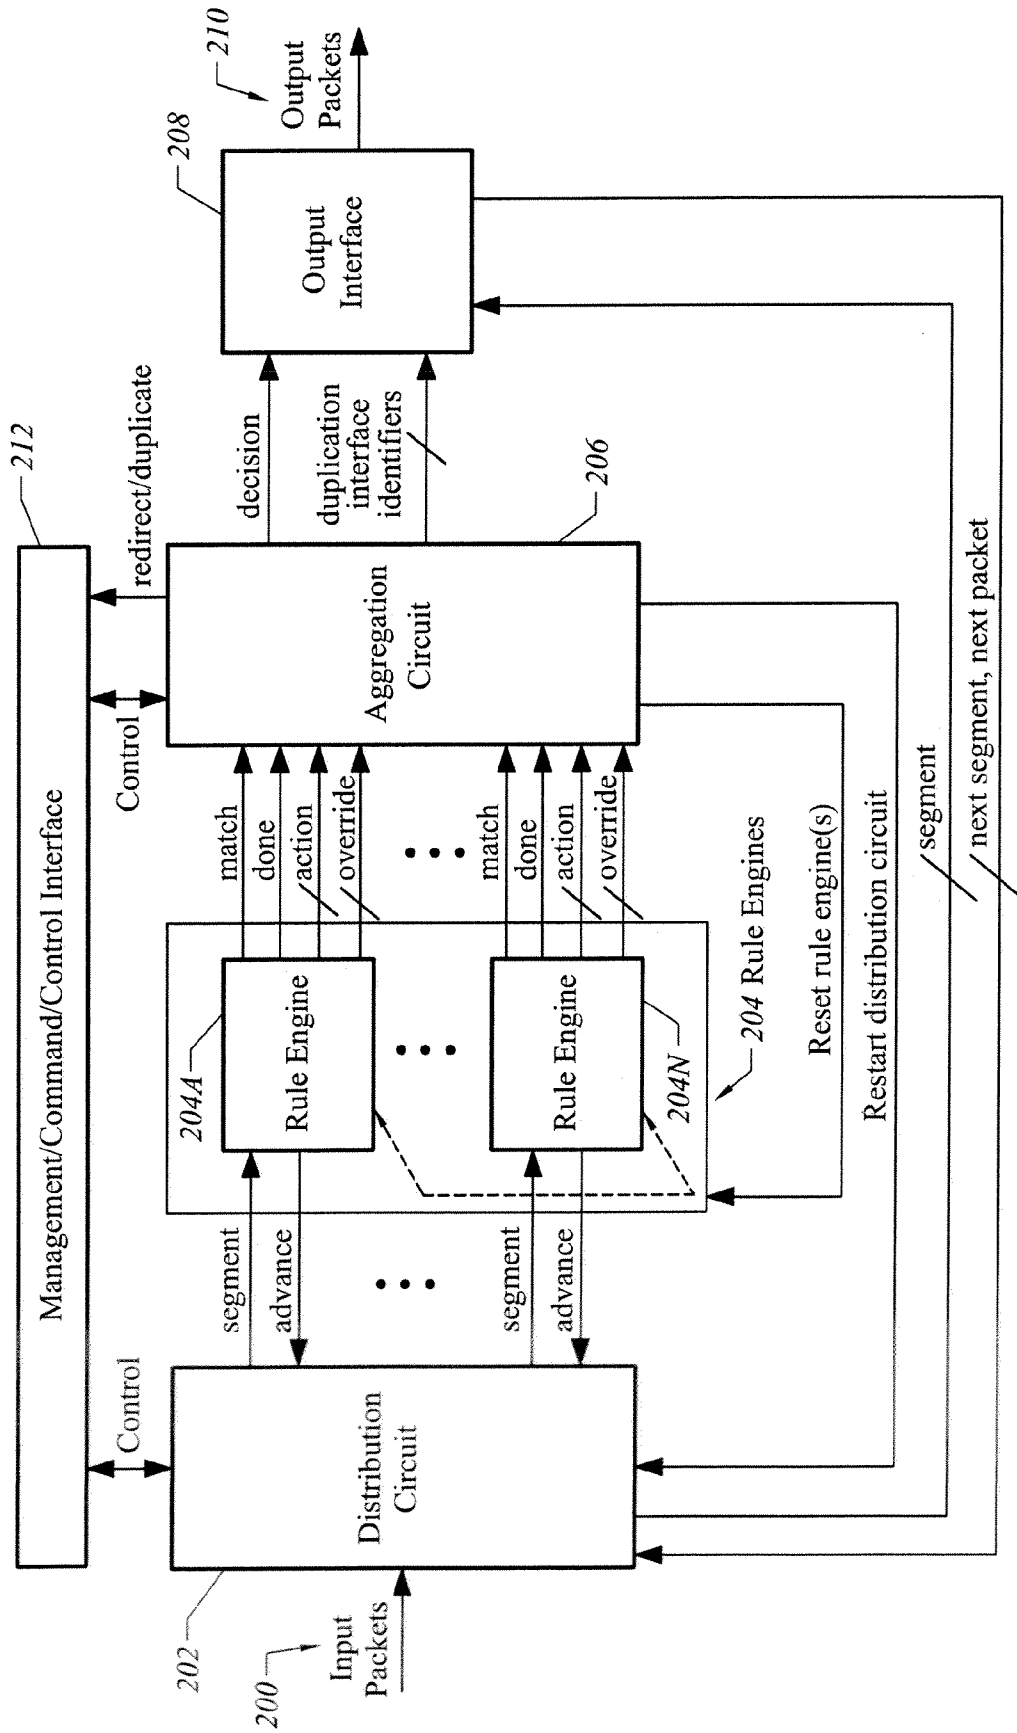 212
Management/Command/Control Interface
Control
Control
redirect/duplicate
202
Distribution
Circuit
200
Input
Packets
segment
advance
segment
advance
204A
Rule Engine
Rule Engine
204N
204 Rule Engines
match
done
action
override
match
done
action
override
Aggregation
Circuit
206
decision
duplication
interface
identifiers
208
Output
Interface
210
Output
Packets
Reset rule engine(s)
Restart distribution circuit
segment
next segment, next packet